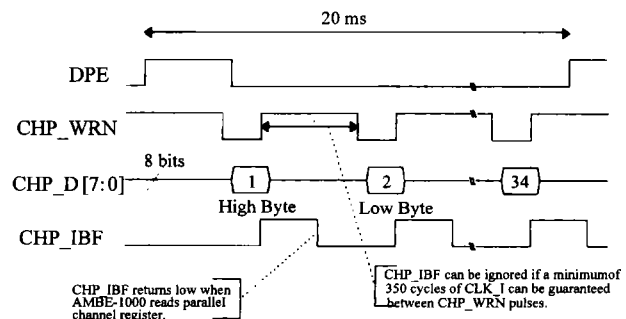 20 ms
DPE
CHP_WRN
8 bits
CHP_D [7:0]
1
2
34
High Byte
Low Byte
CHP_IBF
CHP_IBF returns low when
AMBE-1000 reads parallel
channel register.
CHP_IBF can be ignored if a minimumof
350 cycles of CLK_I can be guaranteed
between CHP_WRN pulses.